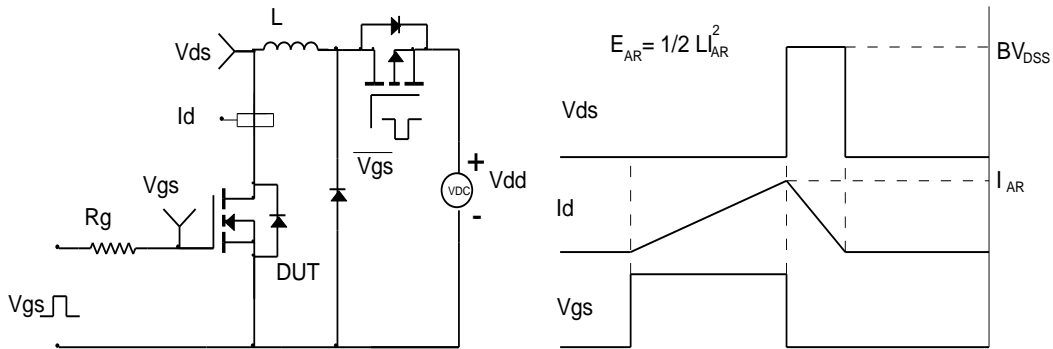 L
Vds
Id
Vgs
Rg
DUT
Vgs
Vgs
+
VDC
Vdd
-
E_AR = 1/2 LI²_AR
BV_DSS
Vds
I_AR
Id
Vgs